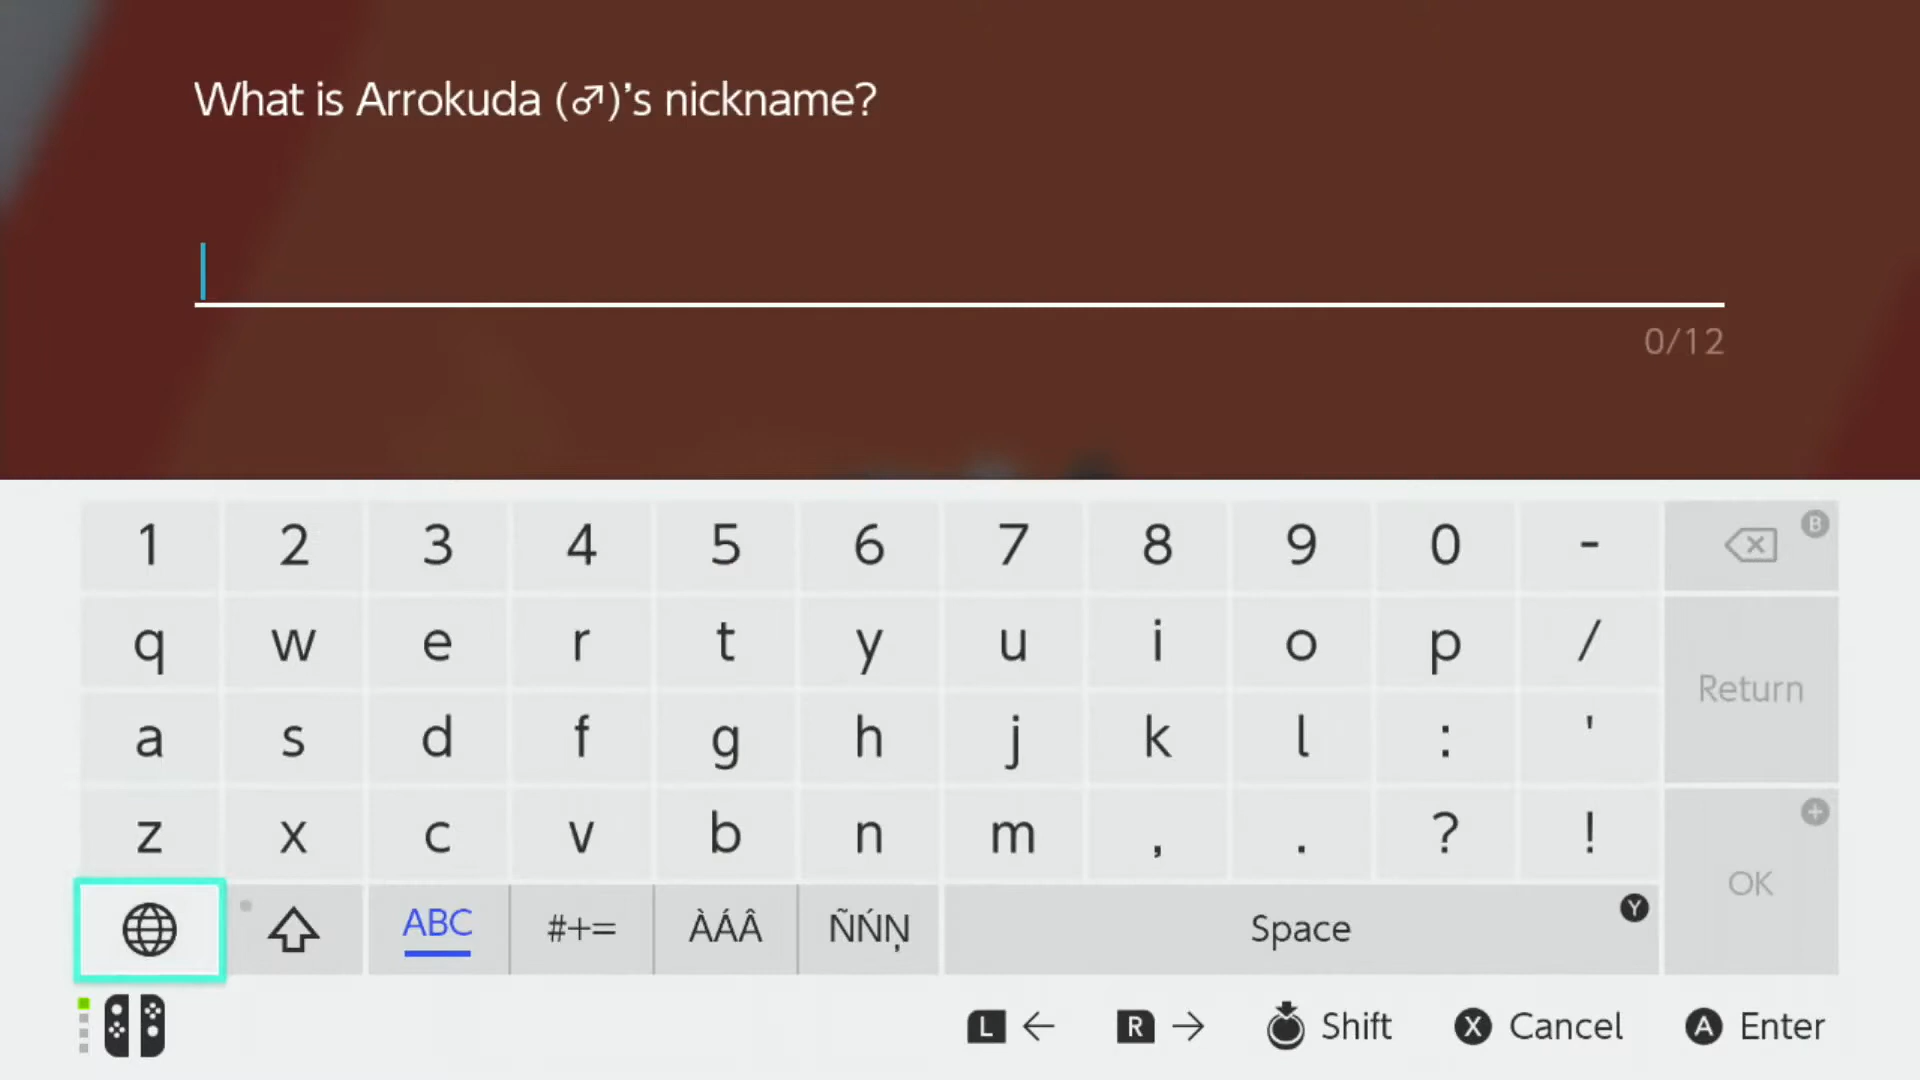 What is Arrokuda (♂)’s nickname?
0/12
1 2 3 4 5 6 7 8 9 0 - B
q w e r t y u i o p /
Return
a s d f g h j k l : '
z x c v b n m , . ? ! +
OK
ABC #+= ÀÁÂ ÑŃŅ Space Y
L ← R → Shift X Cancel A Enter